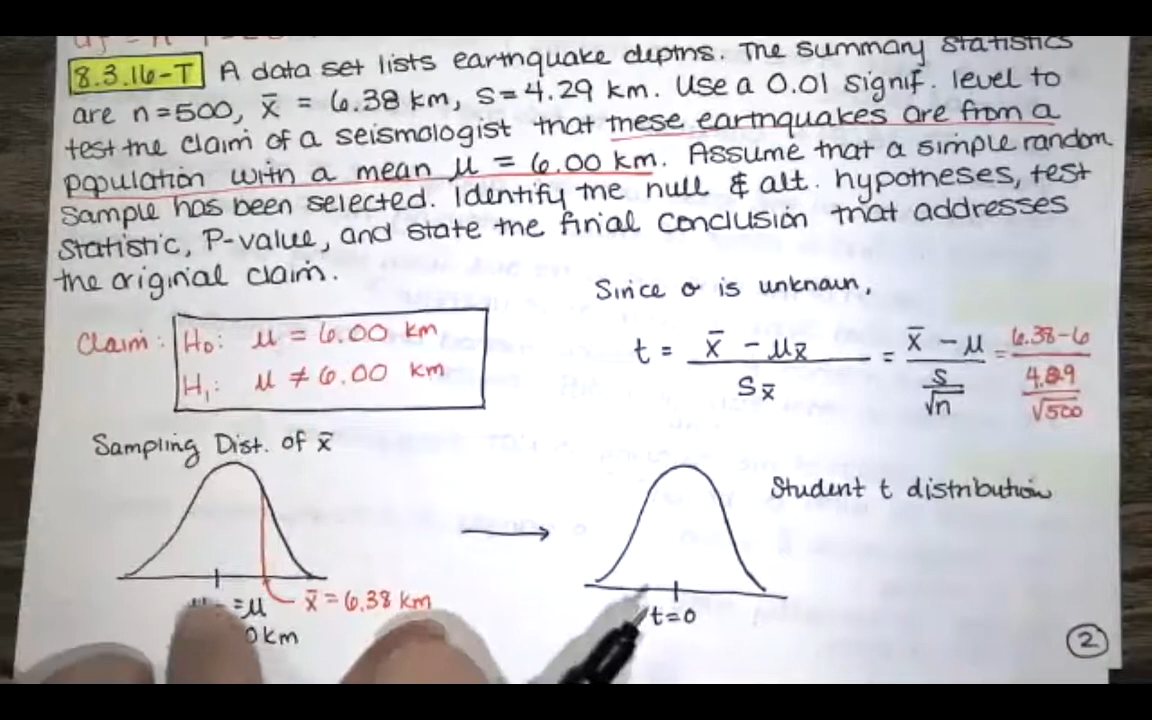 8.3.16-T A data set lists earthquake depths. The summary statistics
are n=500, x̄ = 6.38 km, s=4.29 km. Use a 0.01 signif. level to
test the claim of a seismologist that these earthquakes are from a
population with a mean μ = 6.00 km. Assume that a simple random
sample has been selected. Identify the null & alt. hypotheses, test
statistic, P-value, and state the final conclusion that addresses
the original claim.
Since σ is unknown,
Claim: H₀: μ = 6.00 km
H₁: μ ≠ 6.00 km
t = (x̄ - μx̄) / sx̄ = (x̄ - μ) / (s/√n) = (6.38-6) / (4.29/√500)
Sampling Dist. of x̄
Student t distribution
=μ
x̄ = 6.38 km
t=0
0 km
2